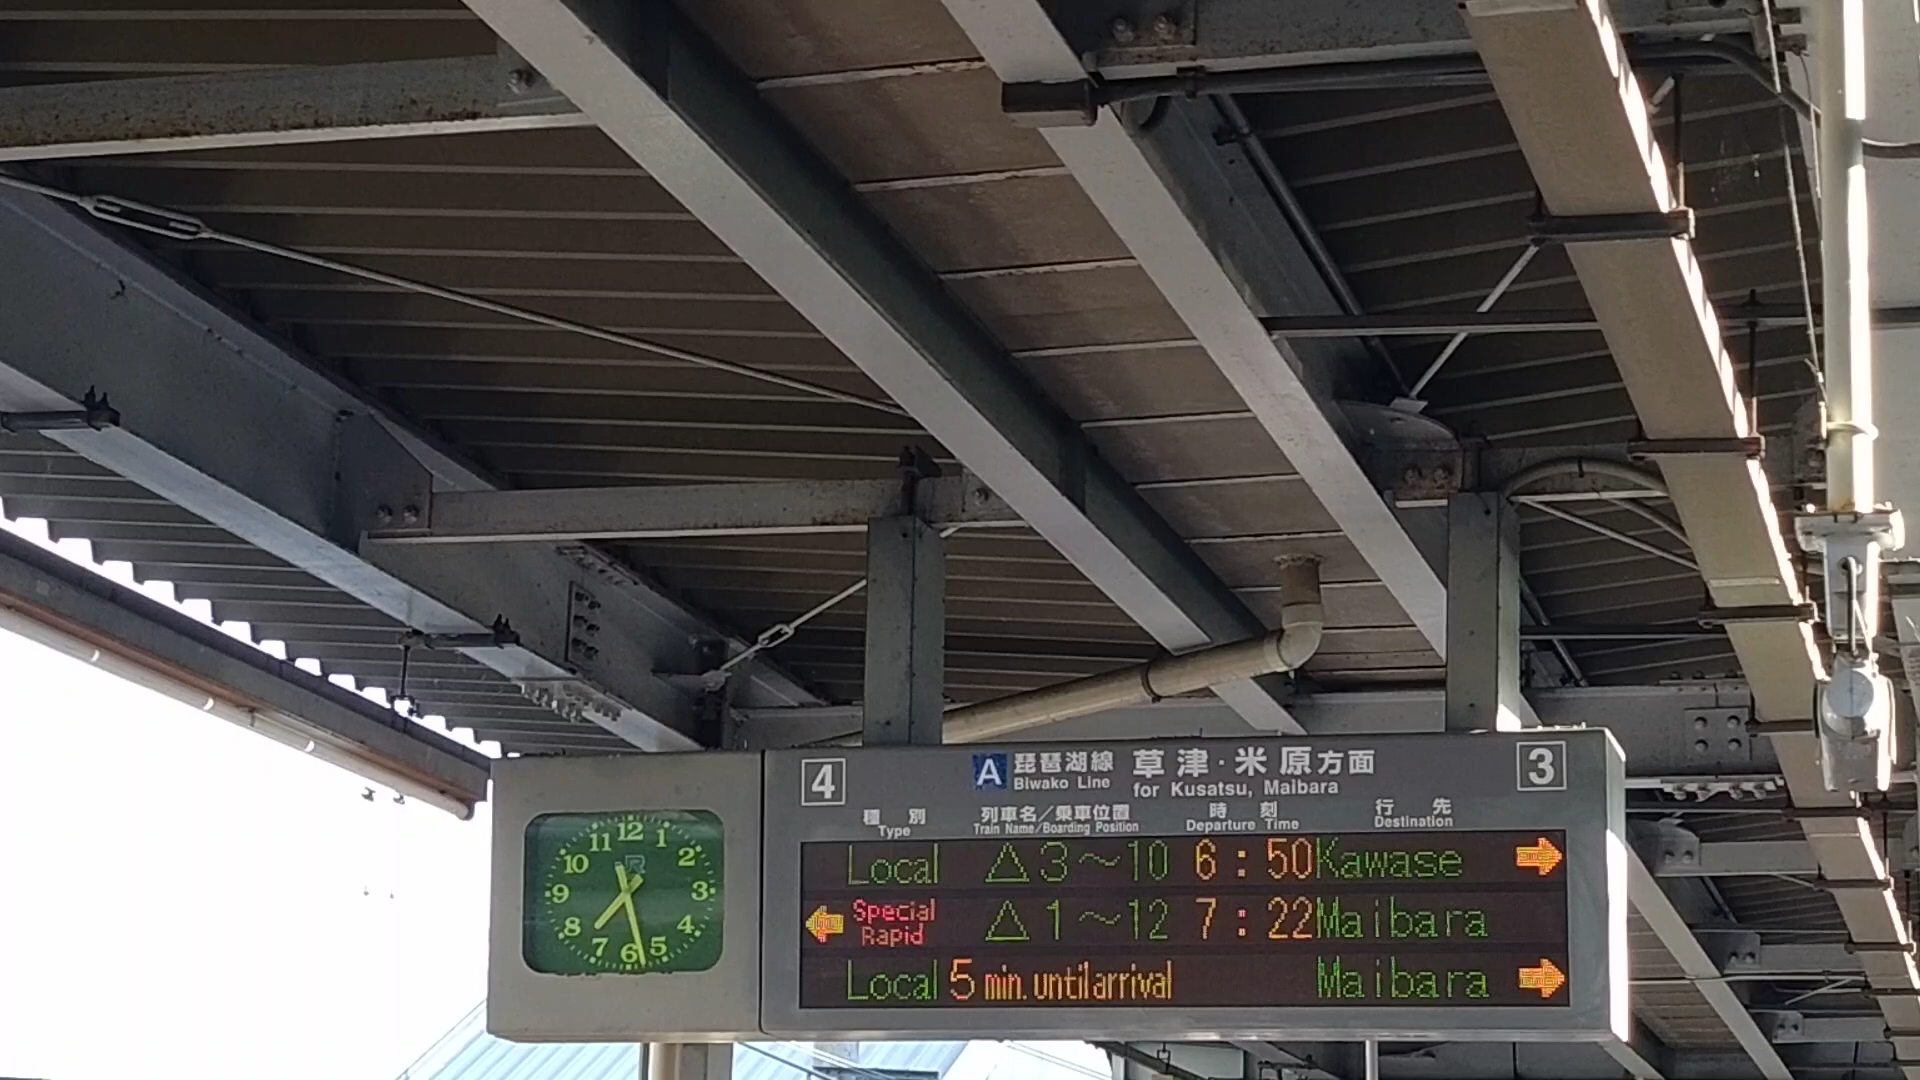 4 A 琵琶湖線 草津・米原方面 3
Biwako Line for Kusatsu, Maibara
種別 列車名／乗車位置 時刻 行先
Type Train Name/Boarding Position Departure Time Destination
Local △3～10 6:50 Kawase
Special Rapid △1～12 7:22 Maibara
Local 5 min. until arrival Maibara
12 1 2 3 4 5 6 7 8 9 10 11